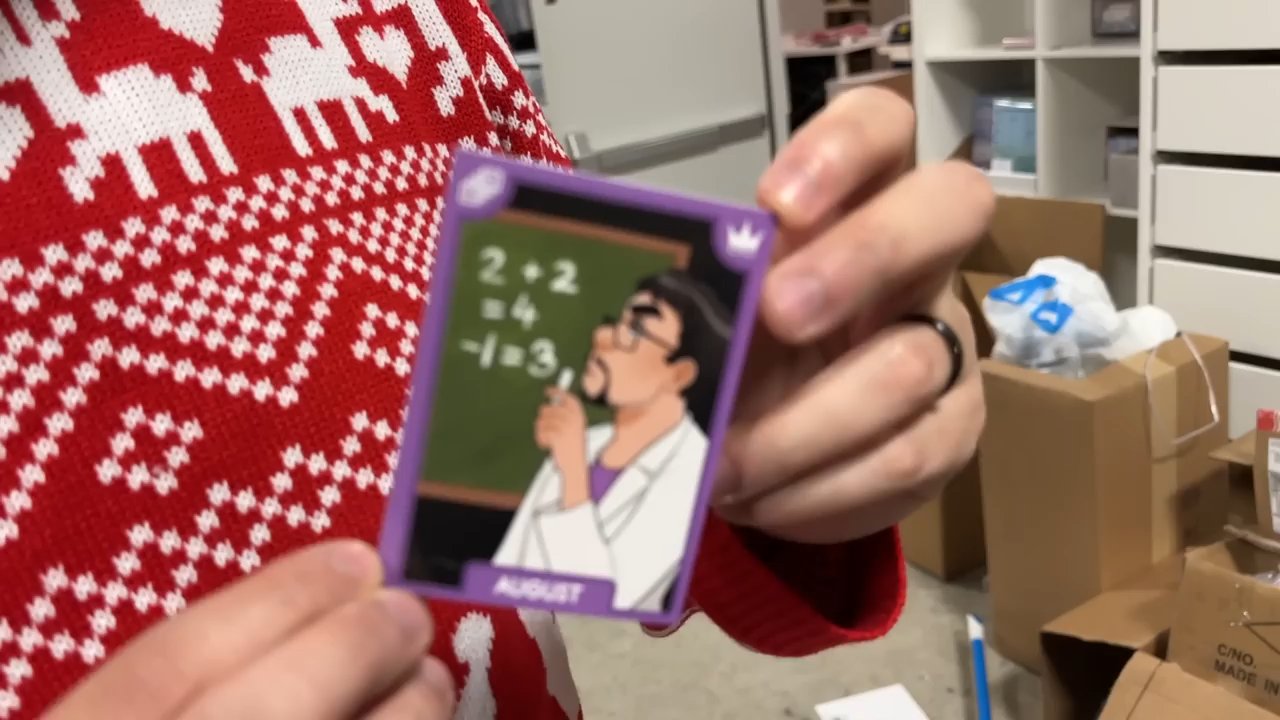 2 + 2
= 4
-1 = 3
AUGUST
C/NO.
MADE IN